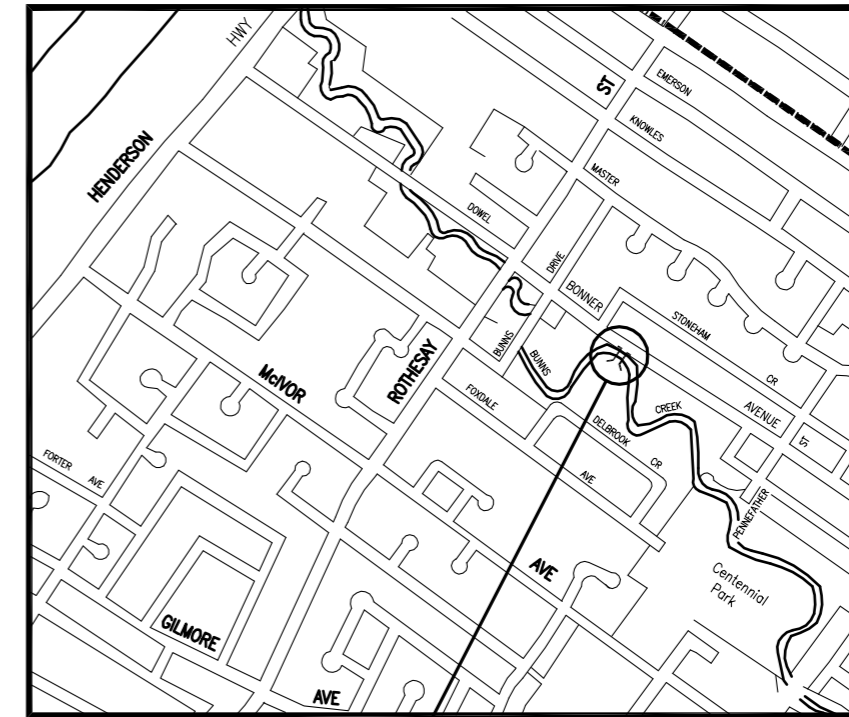 HWY
HENDERSON
ST
EMERSON
KNOWLES
MASTER
DOWEL
DRIVE
BONNER
STONEHAM
CR
AVENUE
ST
BUNNS
BUNNS
CREEK
ROTHESAY
McIVOR
FOXDALE
AVE
DELBROOK
CR
PENNEFATHER
Centennial
Park
FORTER
AVE
AVE
GILMORE
AVE